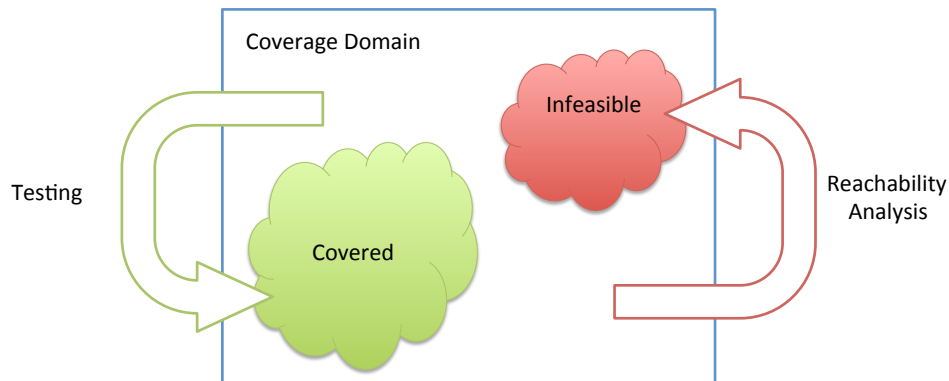 Coverage Domain
Infeasible
Testing
Reachability
Analysis
Covered